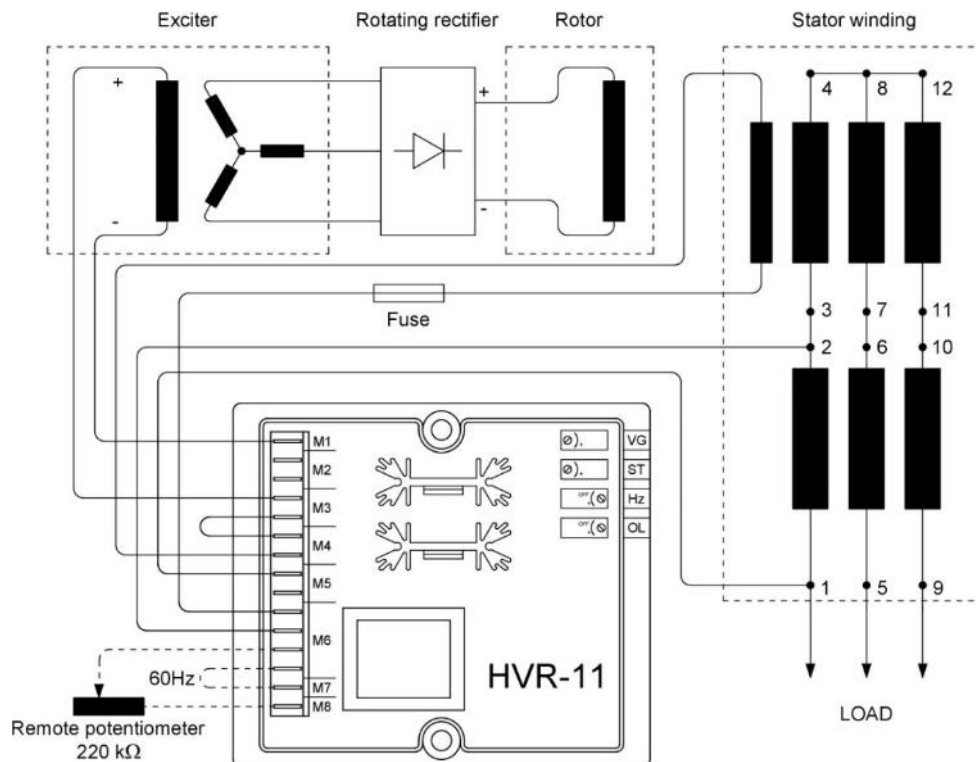 Exciter
Rotating rectifier
Rotor
Stator winding
+
-
+
-
4
8
12
3
7
11
2
6
10
1
5
9
Fuse
M1
M2
M3
M4
M5
M6
M7
M8
VG
ST
OFF
Hz
OFF
OL
HVR-11
60Hz
Remote potentiometer
220 kΩ
LOAD